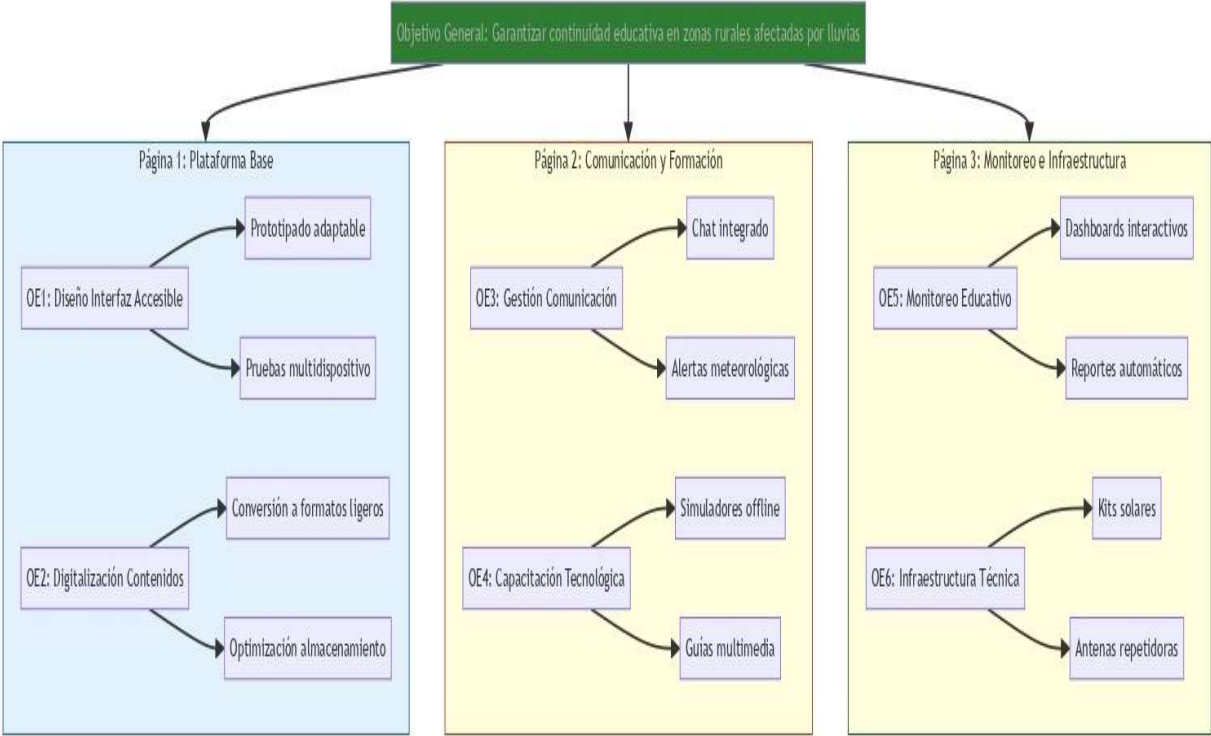 Objetivo General: Garantizar continuidad educativa en zonas rurales afectadas por lluvias
Página 1: Plataforma Base
Prototipado adaptable
OE1: Diseño Interfaz Accesible
Pruebas multidispositivo
Conversión a formatos ligeros
OE2: Digitalización Contenidos
Optimización almacenamiento
Página 2: Comunicación y Formación
Chat integrado
OE3: Gestión Comunicación
Alertas meteorológicas
Simuladores offline
OE4: Capacitación Tecnológica
Guías multimedia
Página 3: Monitoreo e Infraestructura
Dashboards interactivos
OE5: Monitoreo Educativo
Reportes automáticos
Kits solares
OE6: Infraestructura Técnica
Antenas repetidoras